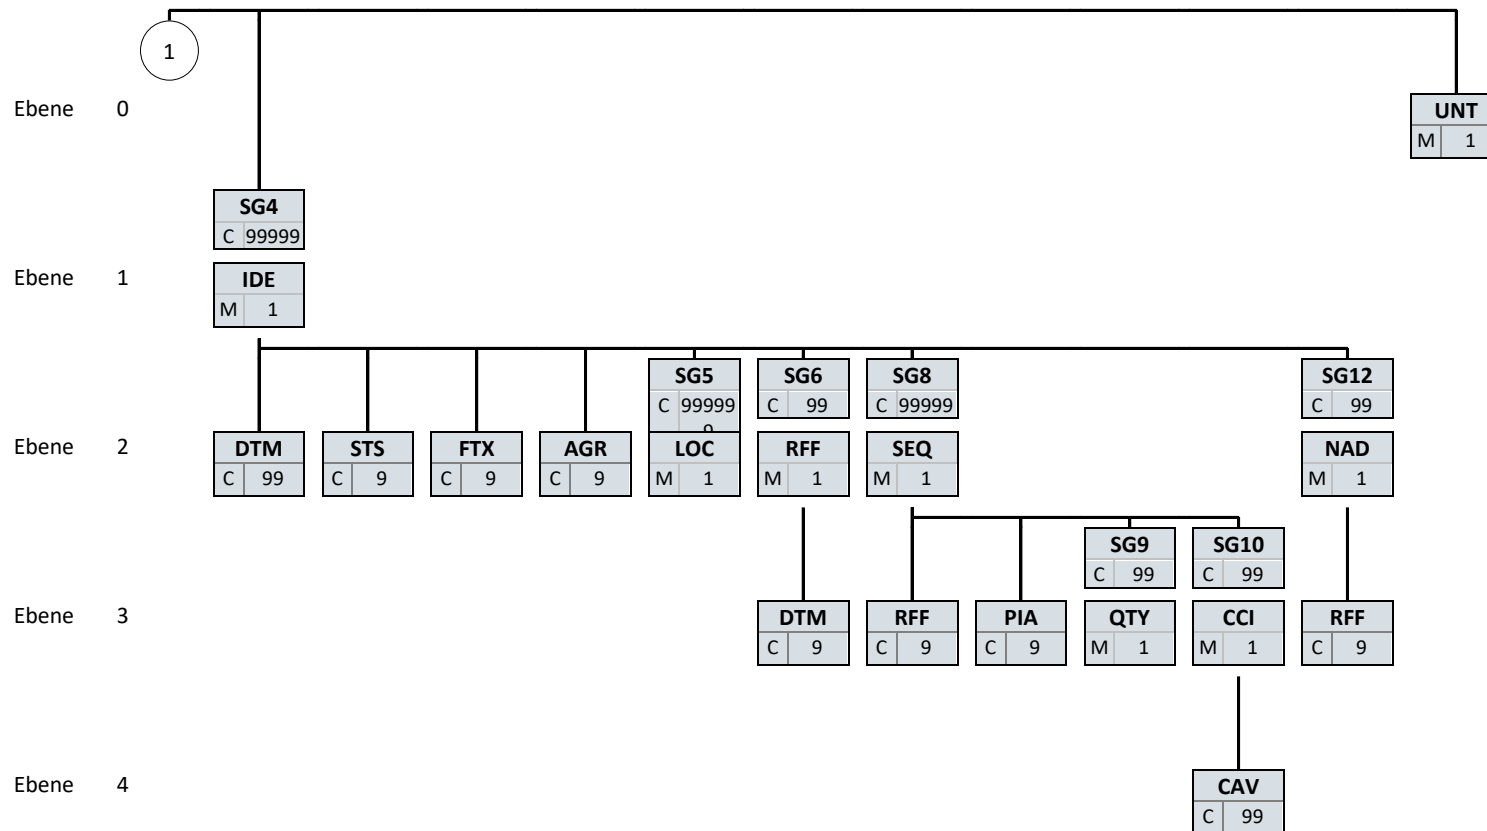 1
Ebene 0
UNT
M 1
SG4
C 99999
Ebene 1
IDE
M 1
SG5 SG6 SG8 SG12
C 99999 C 99 C 99999 C 99
9
Ebene 2
DTM STS FTX AGR LOC RFF SEQ NAD
C 99 C 9 C 9 C 9 M 1 M 1 M 1 M 1
SG9 SG10
C 99 C 99
Ebene 3
DTM RFF PIA QTY CCI RFF
C 9 C 9 C 9 M 1 M 1 C 9
Ebene 4
CAV
C 99